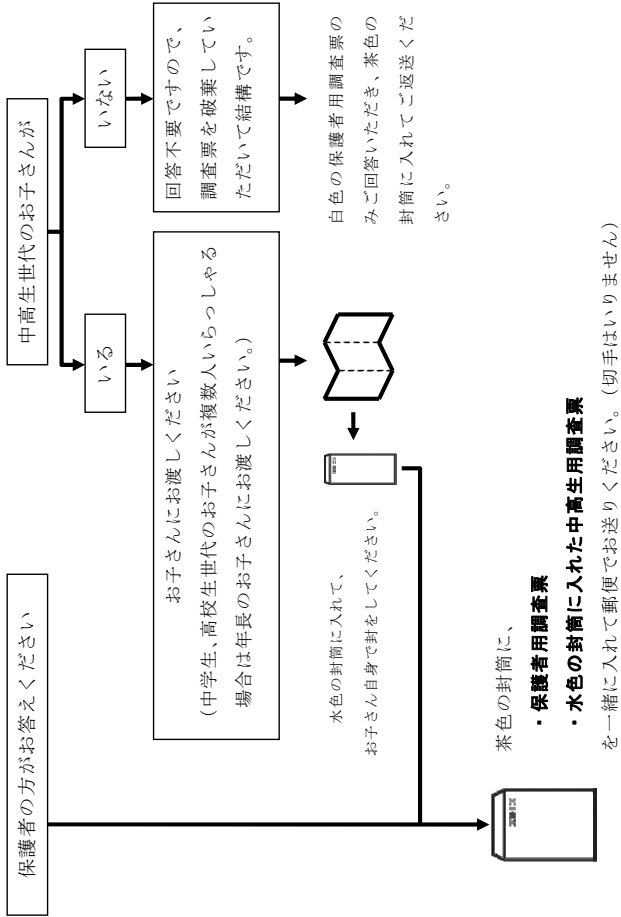 保護者の方がお答えください
中高生世代のお子さんが
いる
いない
お子さんにお渡しください
(中学生、高校生世代のお子さんが複数人いらっしゃる
場合は年長のお子さんにお渡しください。)
回答不要ですので、
調査票を破棄してい
ただいて結構です。
水色の封筒に入れて、
お子さん自身で封をしてください。
白色の保護者用調査票の
みご回答いただき、茶色の
封筒に入れてご返送くだ
さい。
茶色の封筒に、
・保護者用調査票
・水色の封筒に入れた中高生用調査票
を一緒に入れて郵便でお送りください。(切手はいりません)